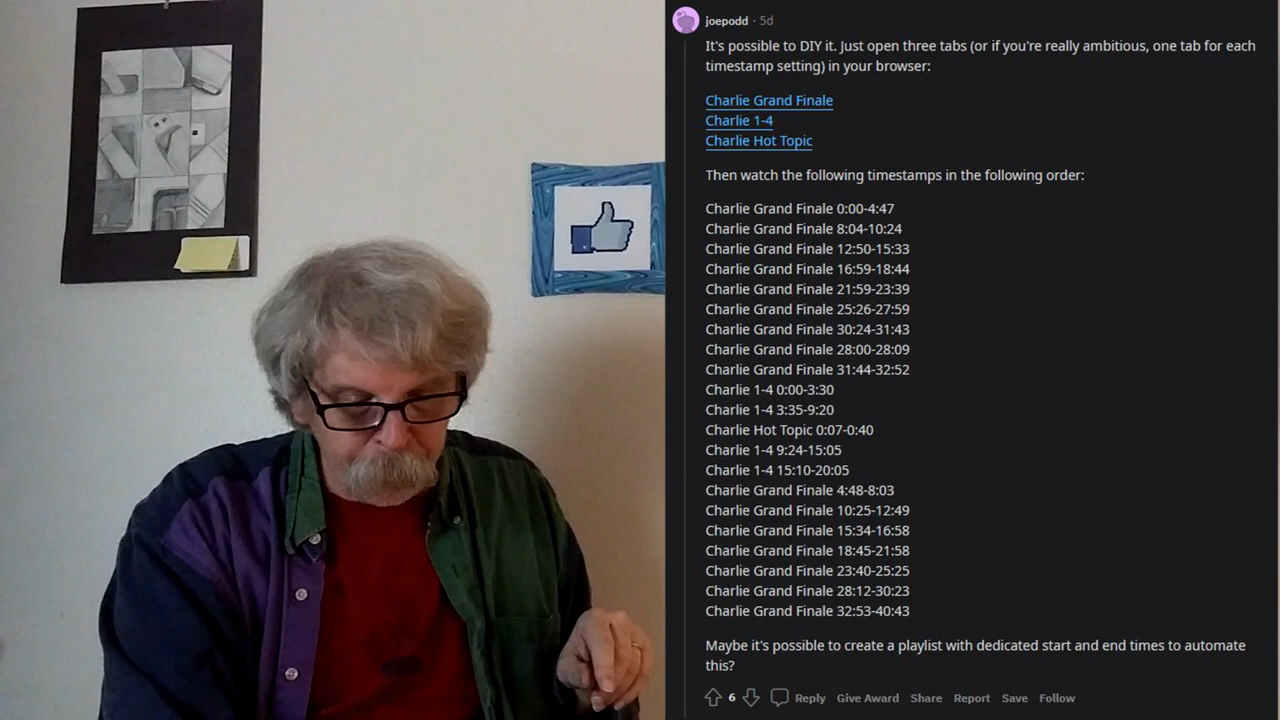 joepodd · 5d
It's possible to DIY it. Just open three tabs (or if you're really ambitious, one tab for each
timestamp setting) in your browser:
Charlie Grand Finale
Charlie 1-4
Charlie Hot Topic
Then watch the following timestamps in the following order:
Charlie Grand Finale 0:00-4:47
Charlie Grand Finale 8:04-10:24
Charlie Grand Finale 12:50-15:33
Charlie Grand Finale 16:59-18:44
Charlie Grand Finale 21:59-23:39
Charlie Grand Finale 25:26-27:59
Charlie Grand Finale 30:24-31:43
Charlie Grand Finale 28:00-28:09
Charlie Grand Finale 31:44-32:52
Charlie 1-4 0:00-3:30
Charlie 1-4 3:35-9:20
Charlie Hot Topic 0:07-0:40
Charlie 1-4 9:24-15:05
Charlie 1-4 15:10-20:05
Charlie Grand Finale 4:48-8:03
Charlie Grand Finale 10:25-12:49
Charlie Grand Finale 15:34-16:58
Charlie Grand Finale 18:45-21:58
Charlie Grand Finale 23:40-25:25
Charlie Grand Finale 28:12-30:23
Charlie Grand Finale 32:53-40:43
Maybe it's possible to create a playlist with dedicated start and end times to automate
this?
6 Reply Give Award Share Report Save Follow